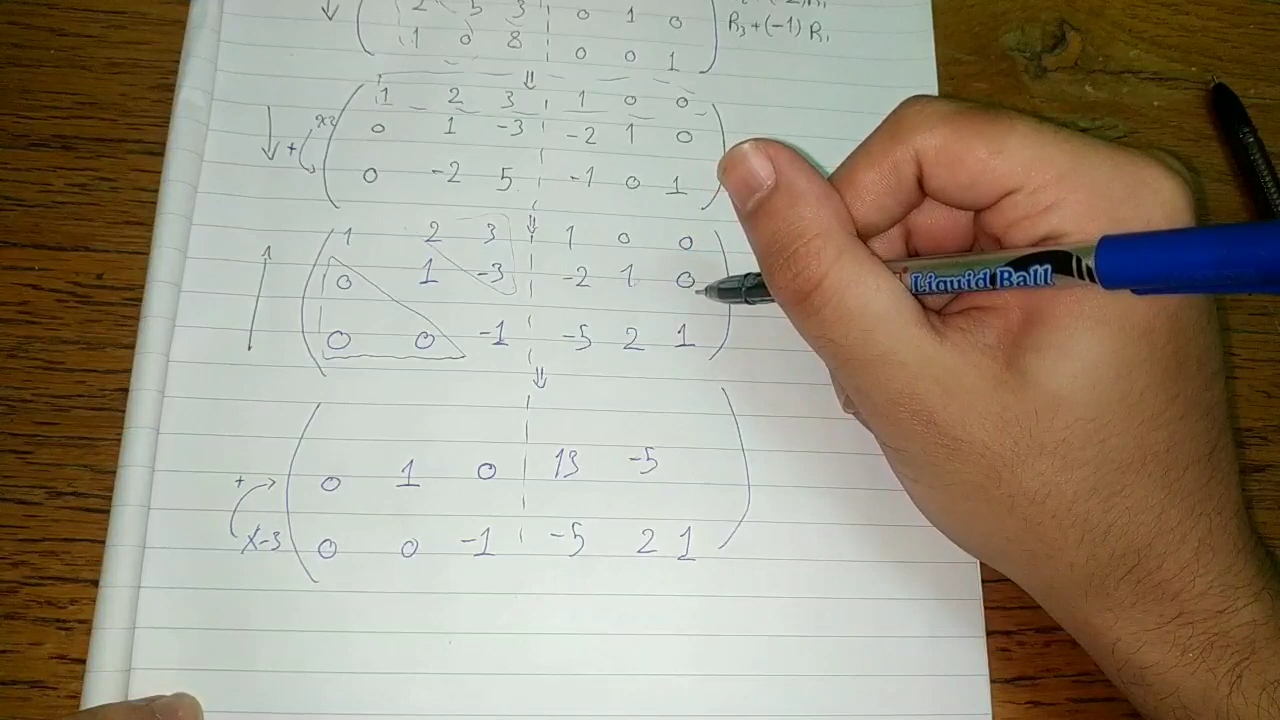 2 5 3 0 1 0
R₃+(-1) R₁
1 0 8 0 0 1
⇓
1 2 3 1 0 0
0 1 -3 -2 1 0
+
0 -2 5 -1 0 1
⇓
1 2 3 1 0 0
0 1 -3 -2 1 0
Liquid Ball
0 0 -1 -5 2 1
⇓
+ 0 1 0 13 -5
x-3 0 0 -1 -5 2 1